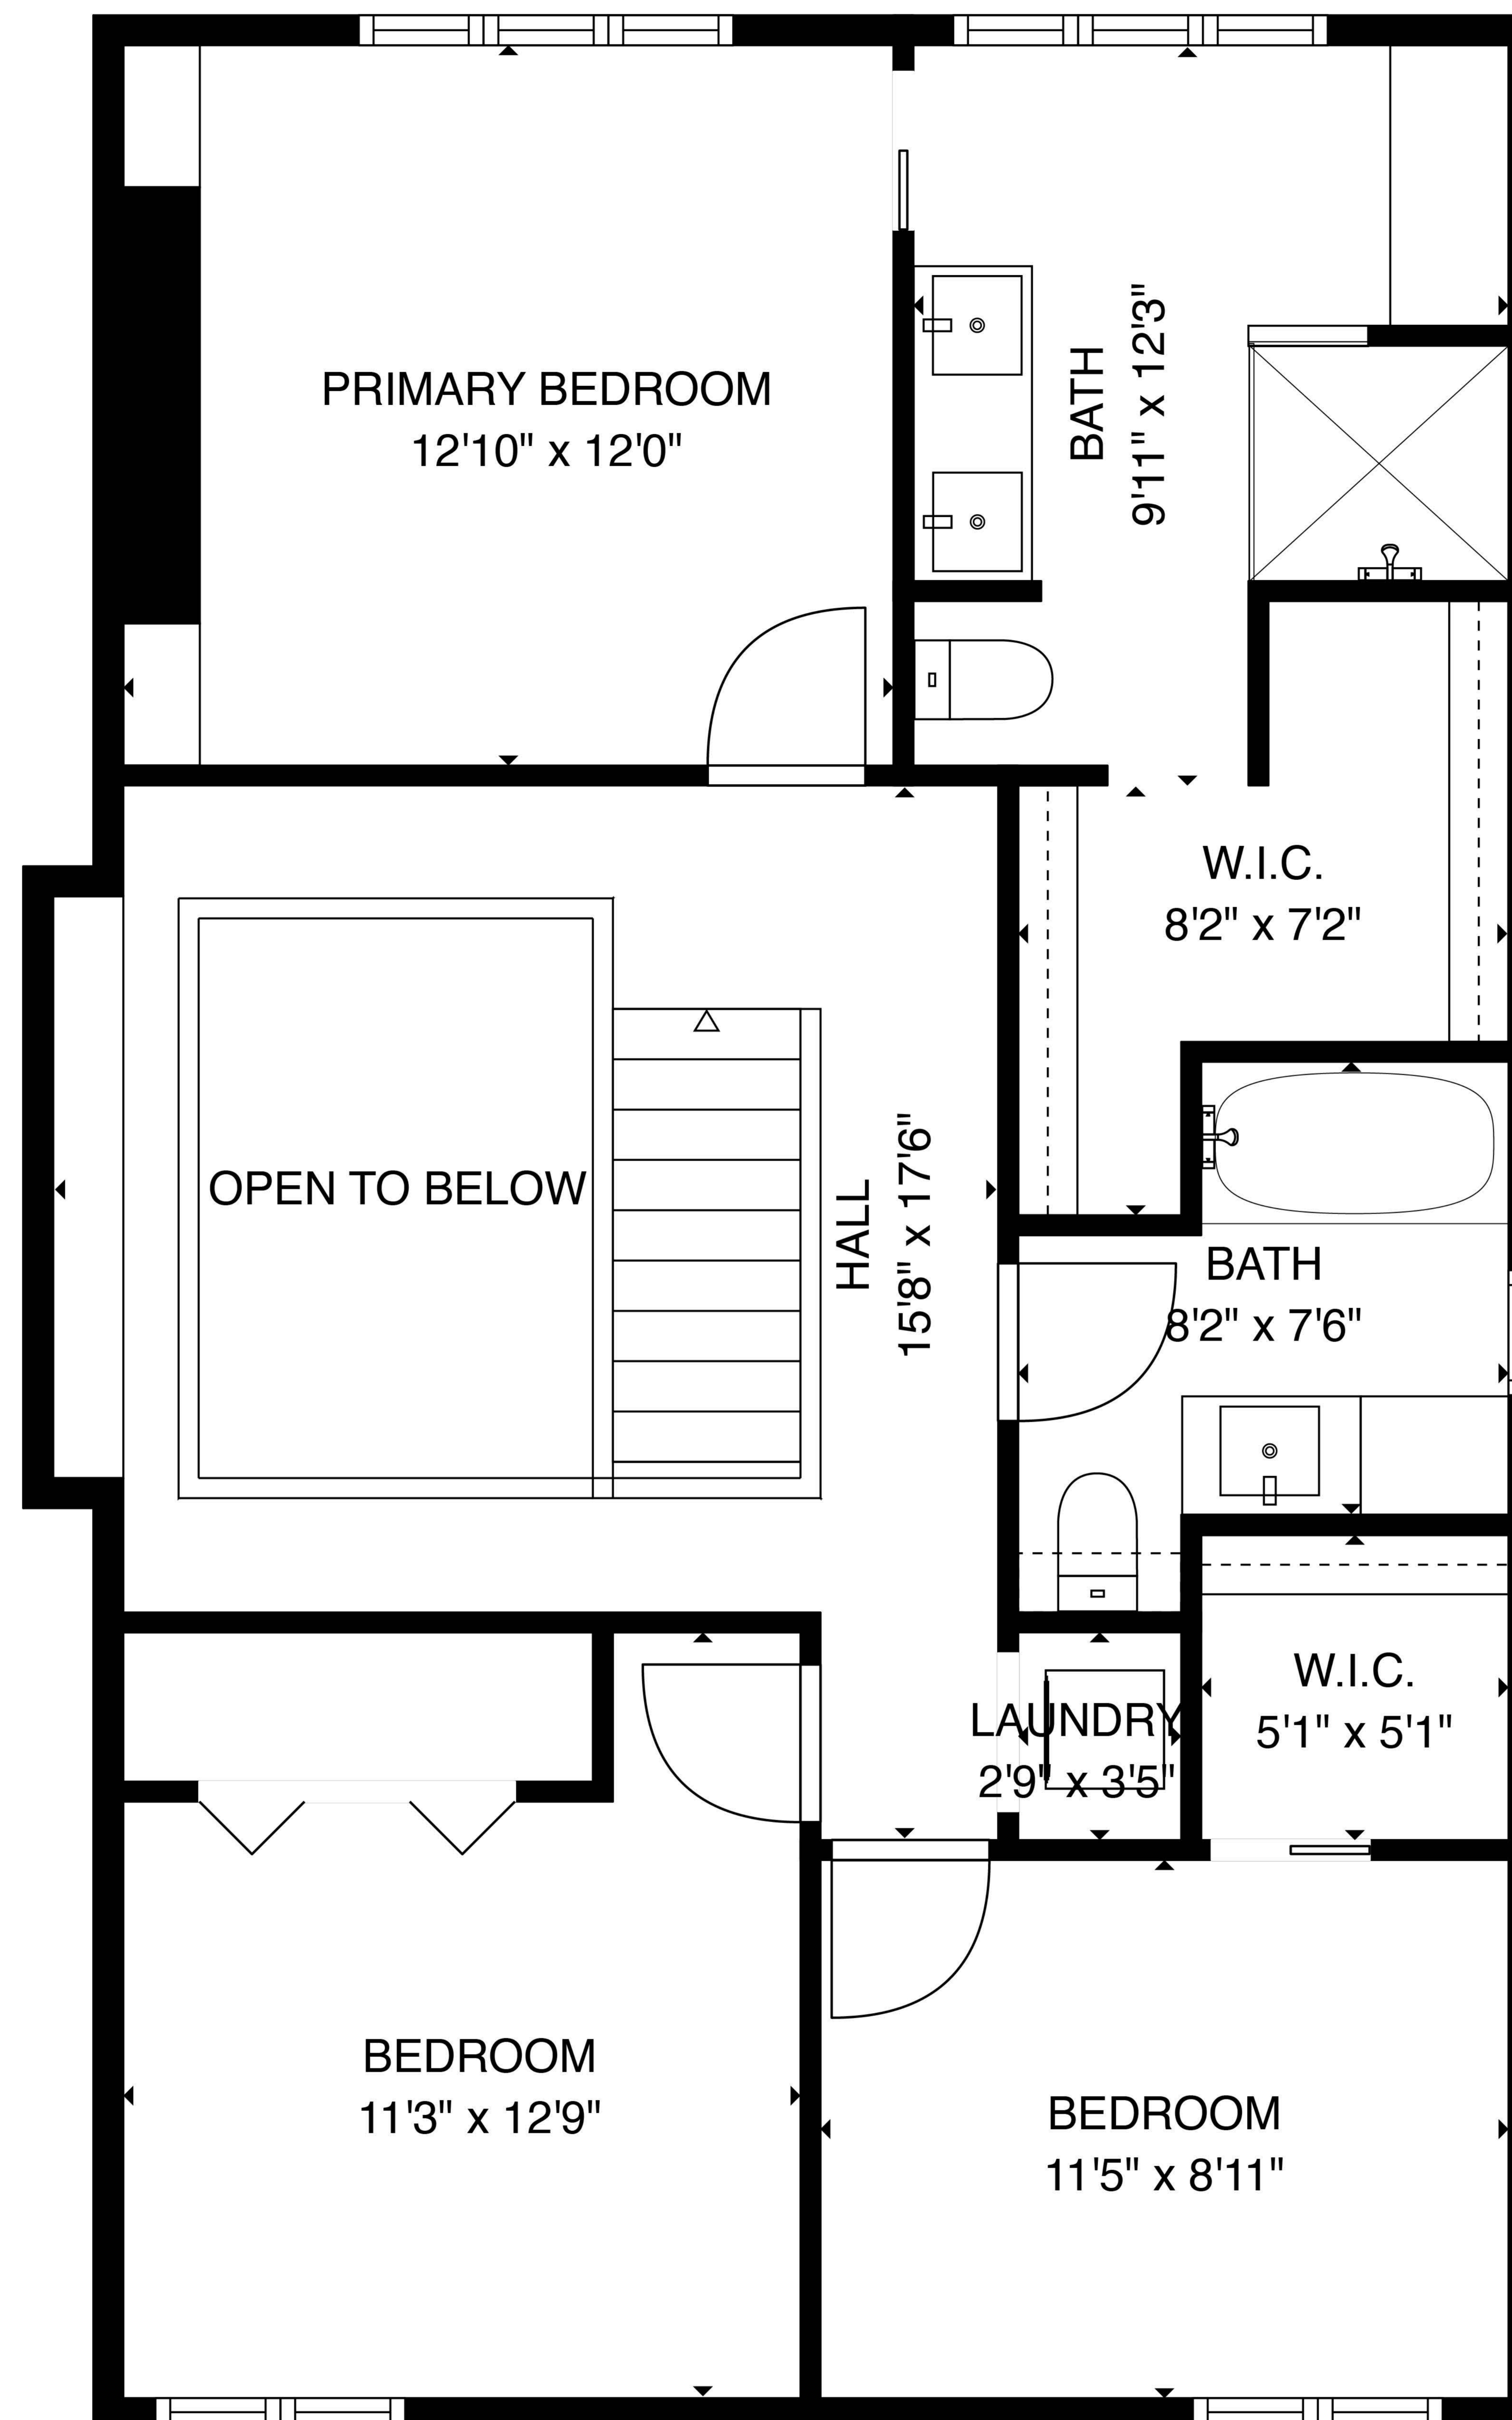 PRIMARY BEDROOM
12'10" x 12'0"
BATH
9'11" x 12'3"
W.I.C.
8'2" x 7'2"
OPEN TO BELOW
HALL
15'8" x 17'6"
BATH
8'2" x 7'6"
LAUNDRY
2'9" x 3'5"
W.I.C.
5'1" x 5'1"
BEDROOM
11'3" x 12'9"
BEDROOM
11'5" x 8'11"